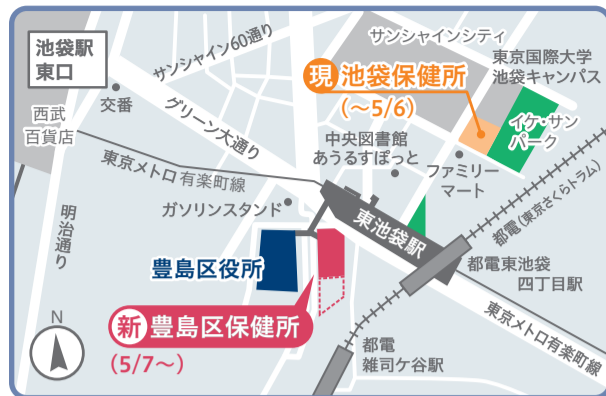 池袋駅
東口
サンシャイン60通り
サンシャインシティ
東京国際大学
池袋キャンパス
現 池袋保健所
(～5/6)
交番
西武
百貨店
グリーン大通り
イケ・サン
パーク
中央図書館
あうるすぽっと
ファミリー
マート
東京メトロ有楽町線
ガソリンスタンド
東池袋駅
都電(東京さくらトラム)
明治通り
豊島区役所
都電東池袋
四丁目駅
新 豊島区保健所
(5/7～)
東京メトロ有楽町線
N
都電
雑司ケ谷駅